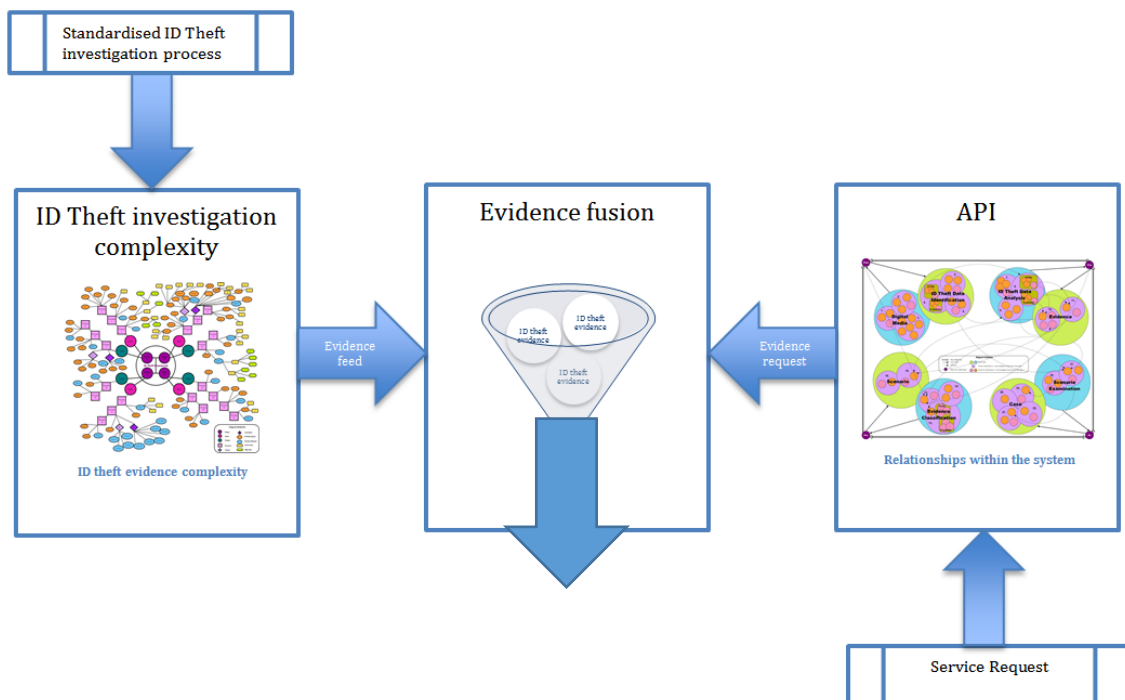 Standardised ID Theft
investigation process
ID Theft investigation
complexity
ID theft evidence complexity
Evidence
feed
Evidence fusion
ID theft
evidence
ID theft
evidence
ID theft
evidence
Evidence
request
API
ID Theft Data
Identification
ID Theft Data
Analysis
Digital
Media
Evidence
Scenario
Scenario
Examination
Evidence
Classification
Case
Relationships within the system
Service Request